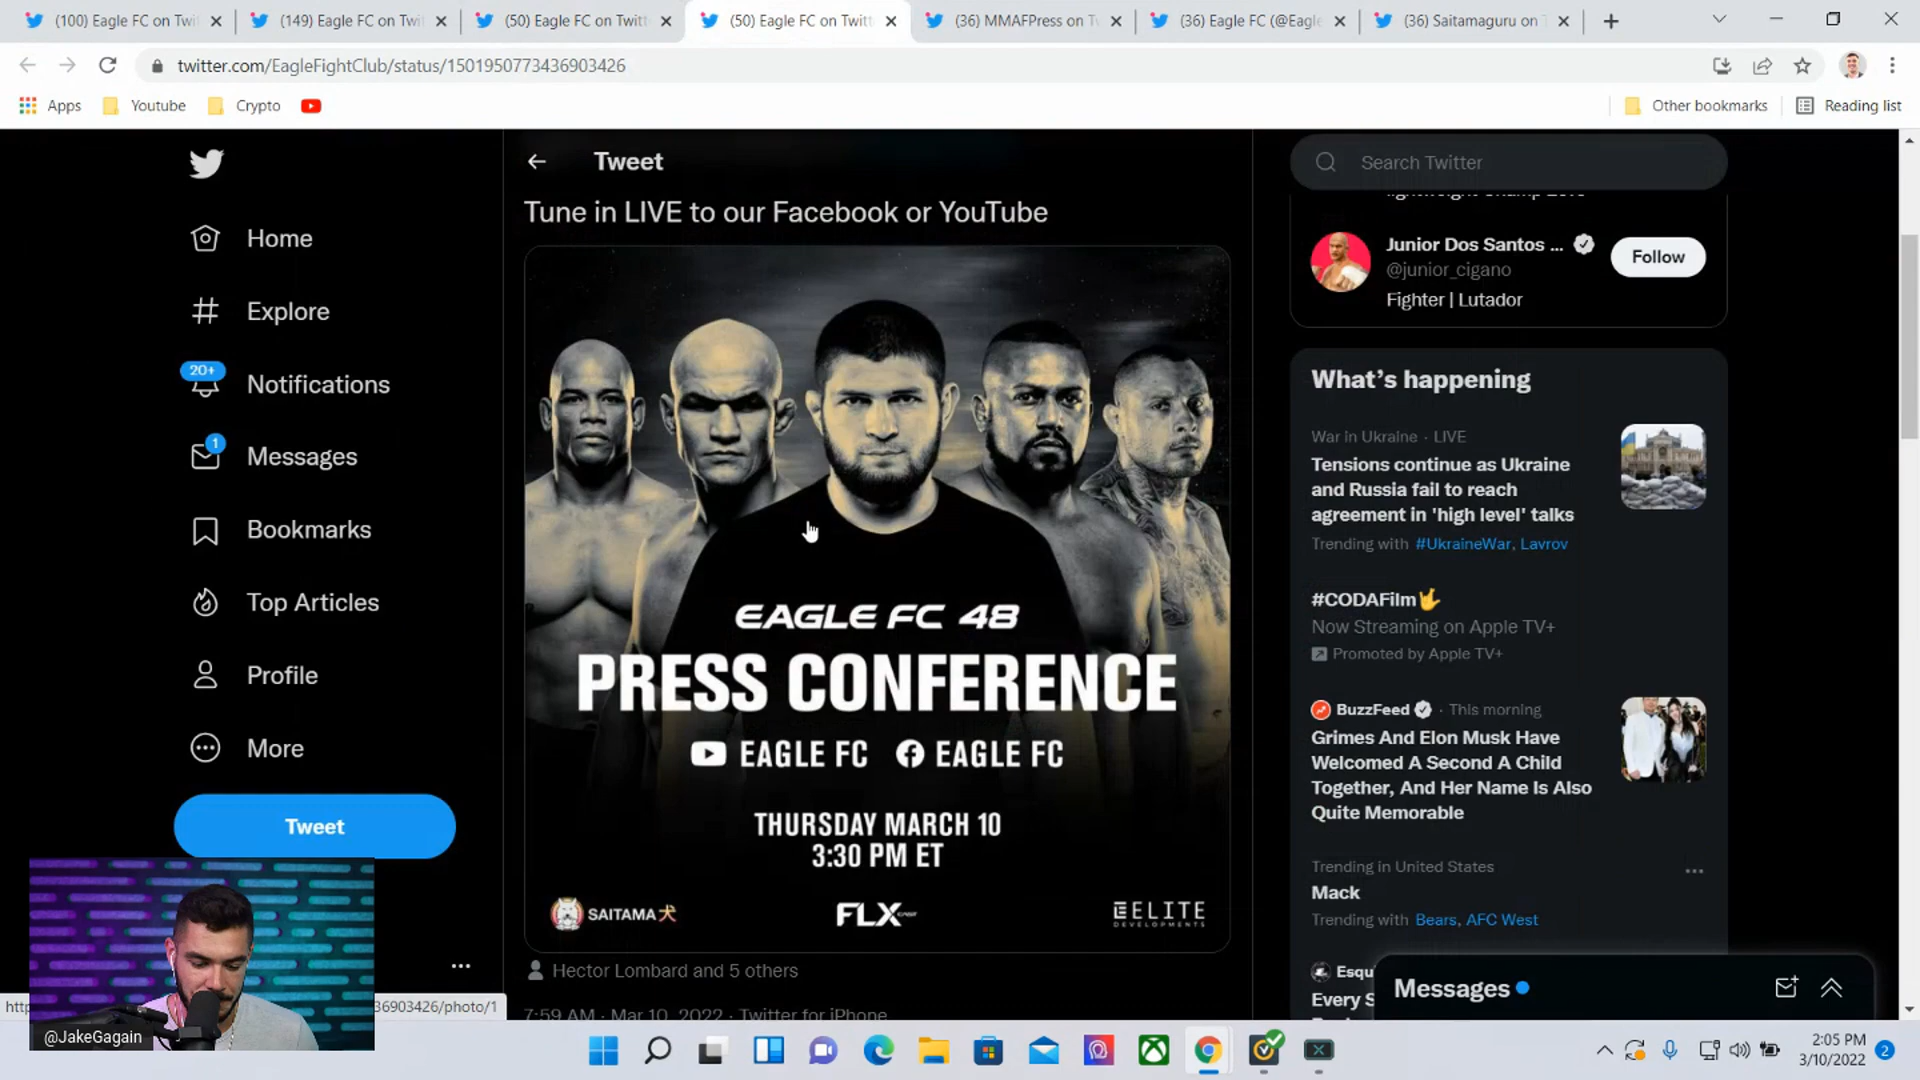 (100) Eagle FC on Twit
(149) Eagle FC on Twit
(50) Eagle FC on Twitt
(50) Eagle FC on Twitt
(36) MMAFPress on Tw
(36) Eagle FC (@Eagle
(36) Saitamaguru on T
twitter.com/EagleFightClub/status/1501950773436903426
Apps
Youtube
Crypto
Other bookmarks
Reading list
Home
Explore
20+
Notifications
1
Messages
Bookmarks
Top Articles
Profile
More
Tweet
@JakeGagain
36903426/photo/1
Tweet
Tune in LIVE to our Facebook or YouTube
EAGLE FC 48
PRESS CONFERENCE
EAGLE FC EAGLE FC
THURSDAY MARCH 10
3:30 PM ET
SAITAMA 犬
FLX CAST
ELITE
DEVELOPMENTS
Hector Lombard and 5 others
7:59 AM · Mar 10, 2022 · Twitter for iPhone
Search Twitter
Junior Dos Santos ...
@junior_cigano
Fighter | Lutador
Follow
What's happening
War in Ukraine · LIVE
Tensions continue as Ukraine
and Russia fail to reach
agreement in 'high level' talks
Trending with #UkraineWar, Lavrov
#CODAFilm🤟
Now Streaming on Apple TV+
Promoted by Apple TV+
BuzzFeed · This morning
Grimes And Elon Musk Have
Welcomed A Second A Child
Together, And Her Name Is Also
Quite Memorable
Trending in United States
Mack
Trending with Bears, AFC West
Esqu
Every S
Messages
2:05 PM
3/10/2022
2